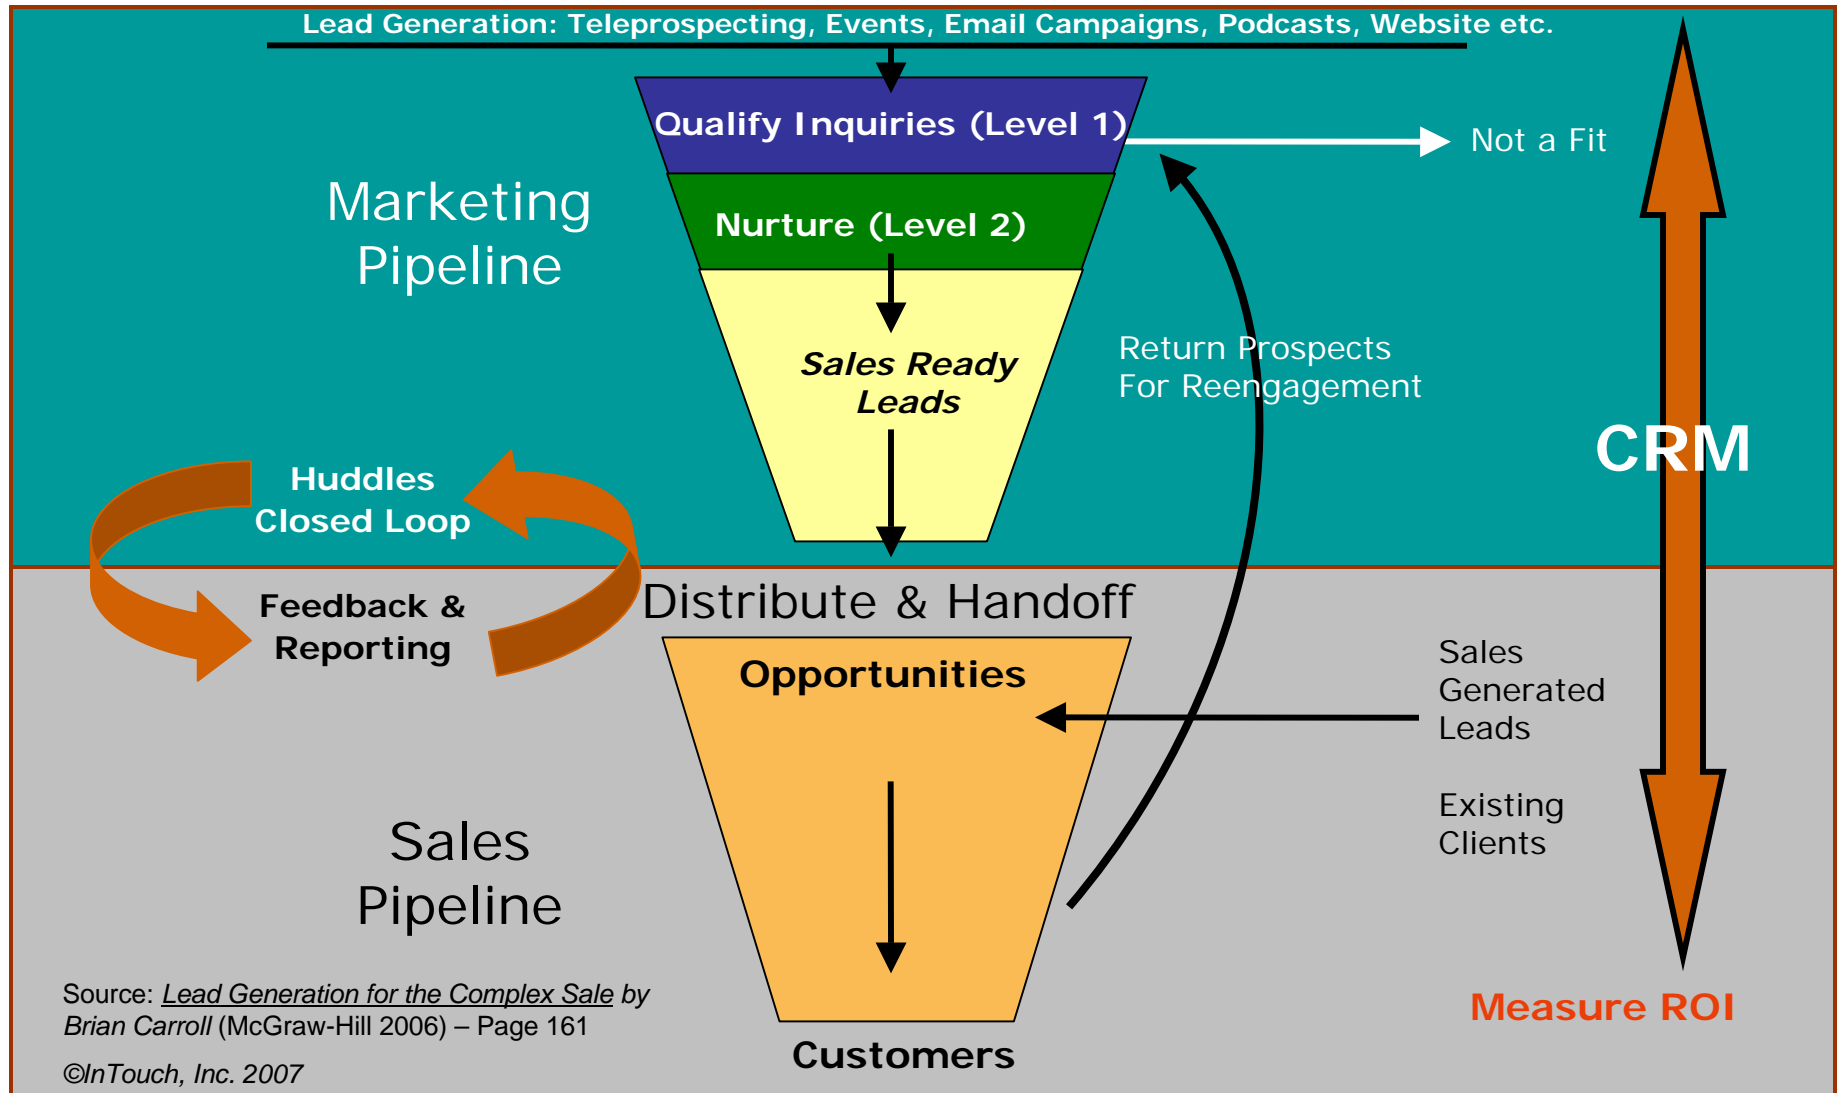 Lead Generation: Teleprospecting, Events, Email Campaigns, Podcasts, Website etc.
Qualify Inquiries (Level 1)
Not a Fit
Marketing
Pipeline
Nurture (Level 2)
Sales Ready
Leads
Return Prospects
For Reengagement
CRM
Huddles
Closed Loop
Feedback &
Reporting
Distribute & Handoff
Opportunities
Sales
Generated
Leads
Existing
Clients
Sales
Pipeline
Source: Lead Generation for the Complex Sale by
Brian Carroll (McGraw-Hill 2006) – Page 161
©InTouch, Inc. 2007
Customers
Measure ROI